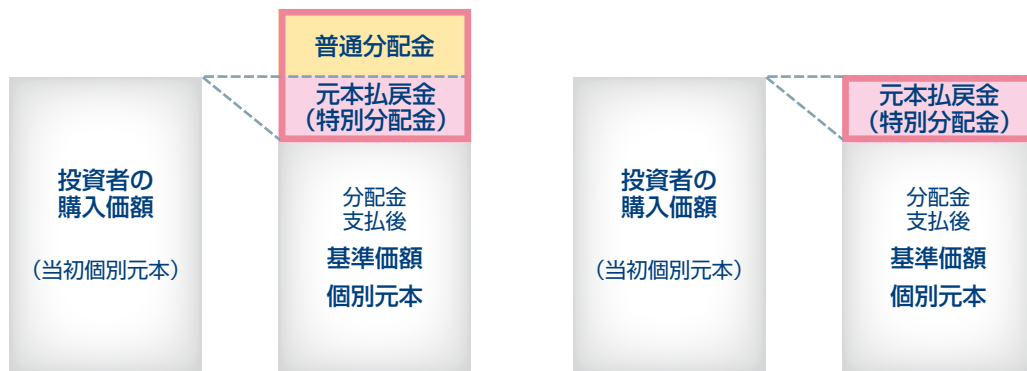 普通分配金
元本払戻金
（特別分配金）
投資者の
購入価額
（当初個別元本）
分配金
支払後
基準価額
個別元本
元本払戻金
（特別分配金）
投資者の
購入価額
（当初個別元本）
分配金
支払後
基準価額
個別元本